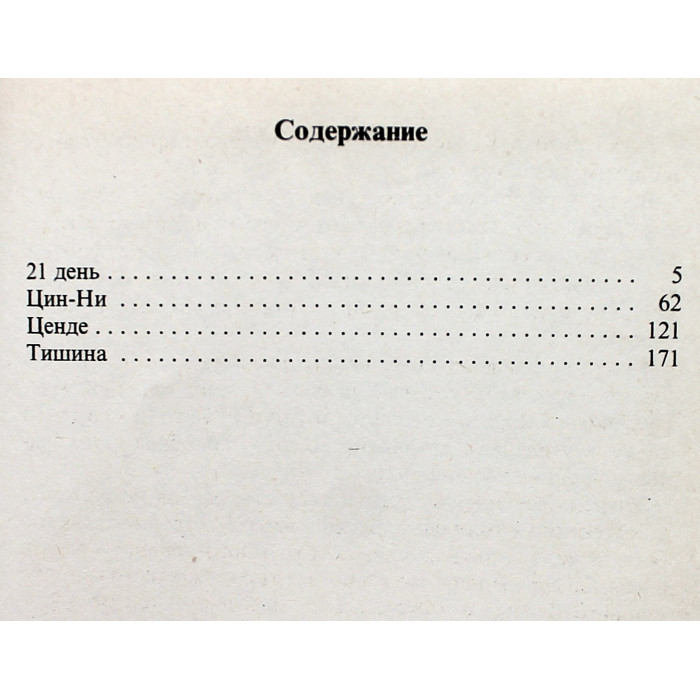 Содержание
21 день . . . . . . . . . . . . . . . . . . . . . . . . . . . . . . . . . . . . . . . . 5
Цин-Ни . . . . . . . . . . . . . . . . . . . . . . . . . . . . . . . . . . . . . . . 62
Ценде . . . . . . . . . . . . . . . . . . . . . . . . . . . . . . . . . . . . . . . . . 121
Тишина . . . . . . . . . . . . . . . . . . . . . . . . . . . . . . . . . . . . . . . 171